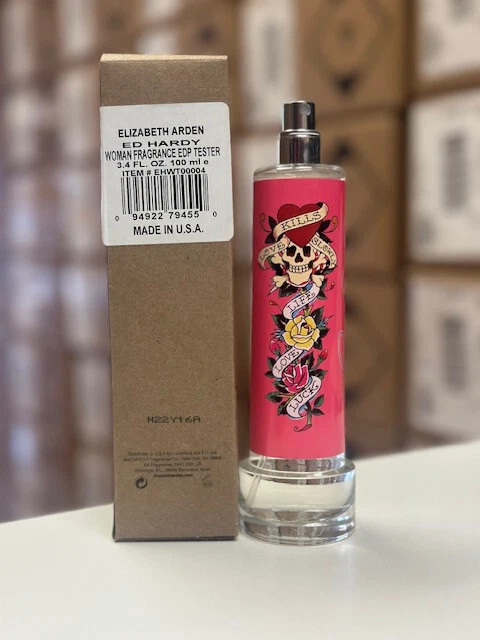 ELIZABETH ARDEN
ED HARDY
WOMAN FRAGRANCE EDP TESTER
3.4 FL. OZ. 100 ml e
ITEM # EHWT00004
0 94922 79455 0
MADE IN U.S.A.
H22Y16A
KILLS
LOVE SLOWLY
LIFE
LOVE
LUCK